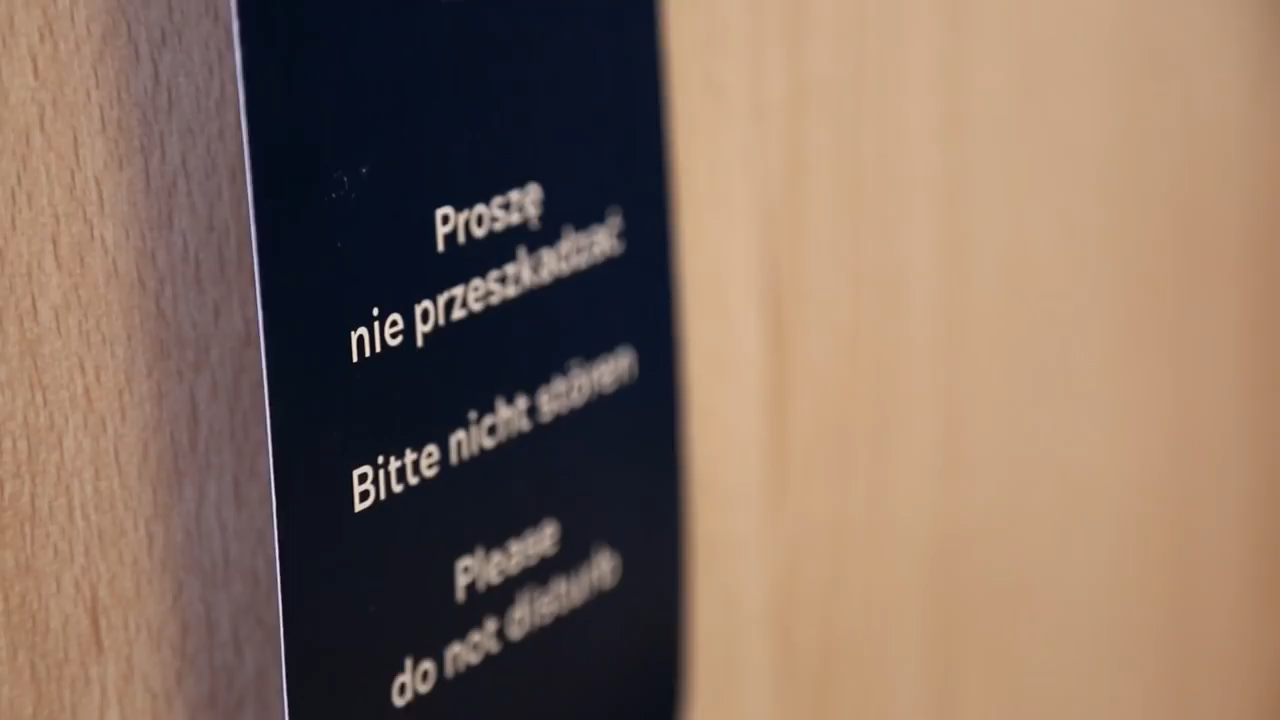 Proszę
nie przeszkadzać
Bitte nicht stören
Please
do not disturb